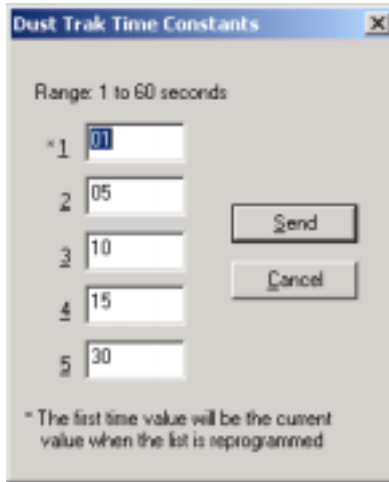 Dust Trak Time Constants
Range: 1 to 60 seconds
*1 01
2 05
3 10
4 15
5 30
Send
Cancel
* The first time value will be the current
value when the list is reprogrammed